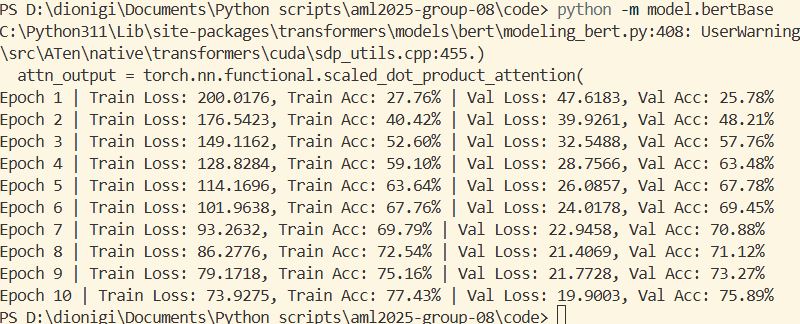 PS D:\dionigi\Documents\Python scripts\aml2025-group-08\code> python -m model.bertBase
C:\Python311\Lib\site-packages\transformers\models\bert\modeling_bert.py:408: UserWarning
\src\ATen\native\transformers\cuda\sdp_utils.cpp:455.)
  attn_output = torch.nn.functional.scaled_dot_product_attention(
Epoch 1 | Train Loss: 200.0176, Train Acc: 27.76% | Val Loss: 47.6183, Val Acc: 25.78%
Epoch 2 | Train Loss: 176.5423, Train Acc: 40.42% | Val Loss: 39.9261, Val Acc: 48.21%
Epoch 3 | Train Loss: 149.1162, Train Acc: 52.60% | Val Loss: 32.5488, Val Acc: 57.76%
Epoch 4 | Train Loss: 128.8284, Train Acc: 59.10% | Val Loss: 28.7566, Val Acc: 63.48%
Epoch 5 | Train Loss: 114.1696, Train Acc: 63.64% | Val Loss: 26.0857, Val Acc: 67.78%
Epoch 6 | Train Loss: 101.9638, Train Acc: 67.76% | Val Loss: 24.0178, Val Acc: 69.45%
Epoch 7 | Train Loss: 93.2632, Train Acc: 69.79% | Val Loss: 22.9458, Val Acc: 70.88%
Epoch 8 | Train Loss: 86.2776, Train Acc: 72.54% | Val Loss: 21.4069, Val Acc: 71.12%
Epoch 9 | Train Loss: 79.1718, Train Acc: 75.16% | Val Loss: 21.7728, Val Acc: 73.27%
Epoch 10 | Train Loss: 73.9275, Train Acc: 77.43% | Val Loss: 19.9003, Val Acc: 75.89%
PS D:\dionigi\Documents\Python scripts\aml2025-group-08\code>